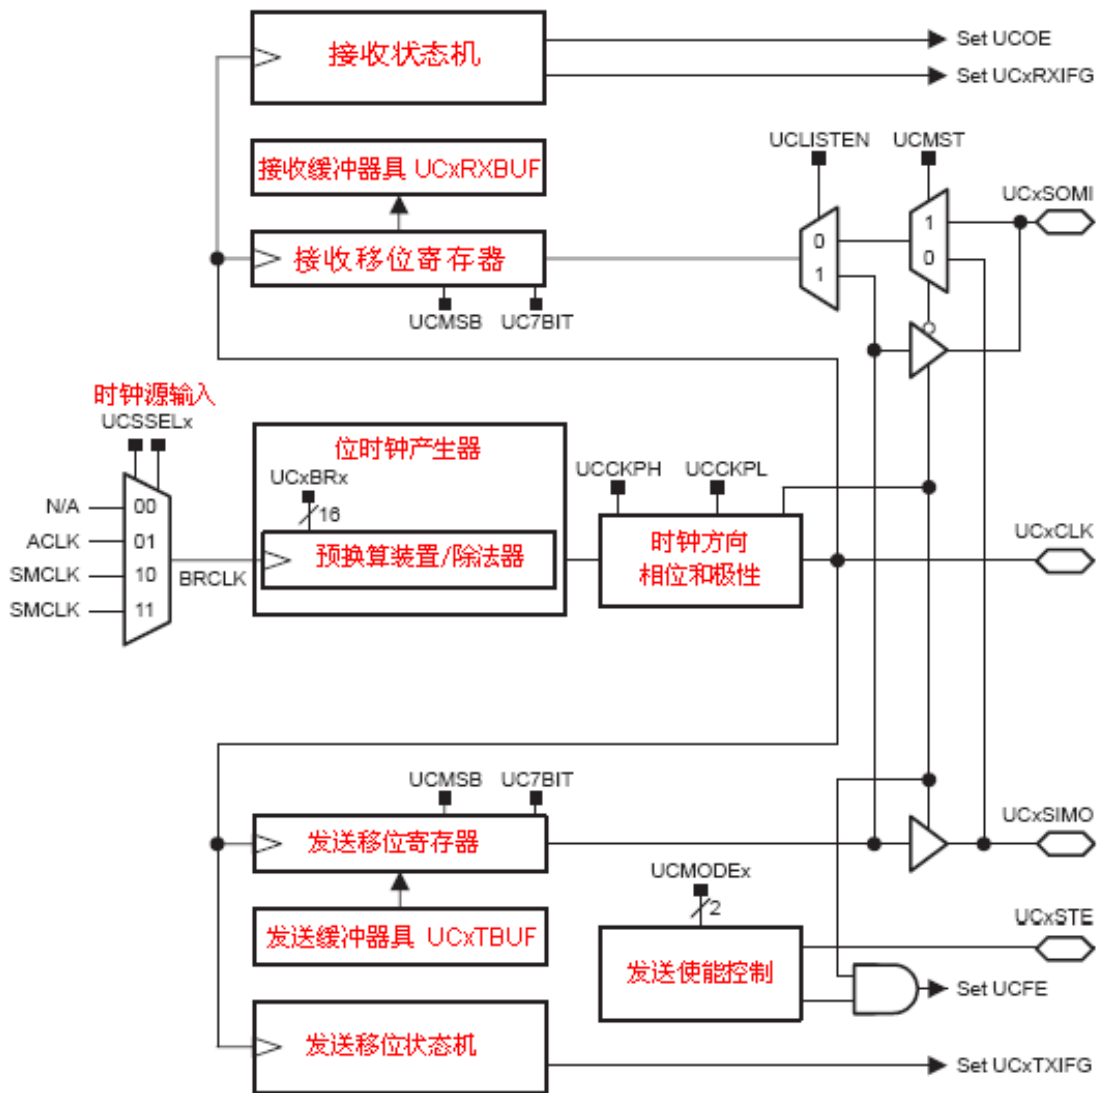 接收状态机
Set UCOE
Set UCxRXIFG
接收缓冲器具 UCxRXBUF
UCLISTEN
UCMST
UCxSOMI
1
0
0
1
接收移位寄存器
UCMSB
UC7BIT
时钟源输入
UCSSELx
N/A
00
ACLK
01
SMCLK
10
SMCLK
11
BRCLK
位时钟产生器
UCxBRx
16
预换算装置/除法器
UCCKPH
UCCKPL
时钟方向
相位和极性
UCxCLK
UCMSB
UC7BIT
发送移位寄存器
UCxSIMO
发送缓冲器具 UCxTBUF
UCMODEx
2
发送使能控制
UCxSTE
Set UCFE
发送移位状态机
Set UCxTXIFG